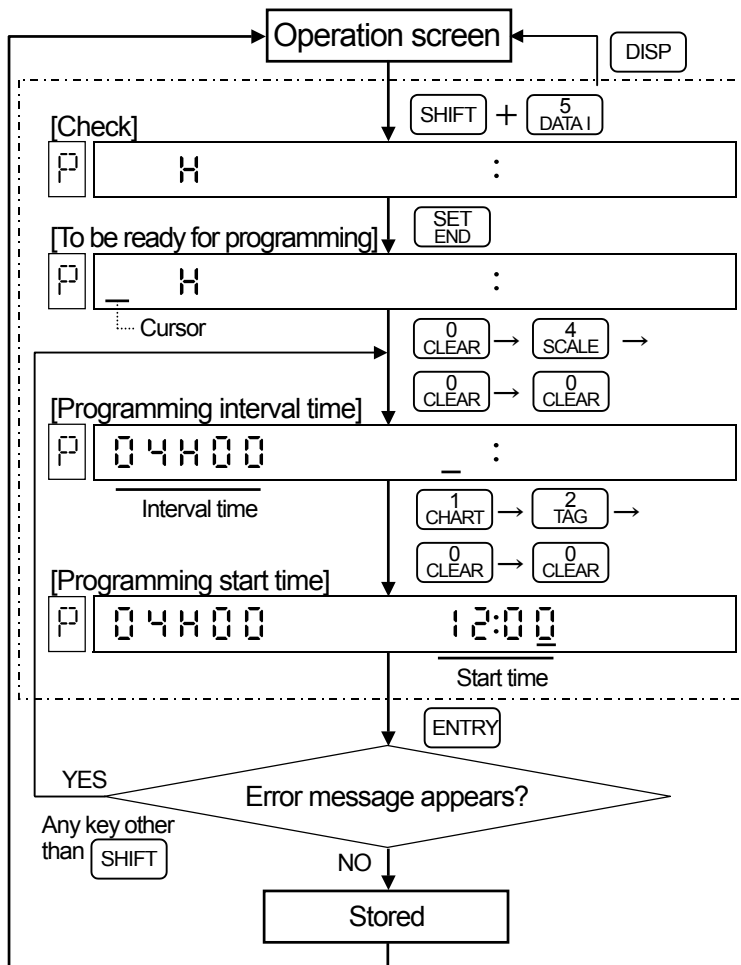 Operation screen
DISP
SHIFT + 5 DATA I
[Check]
P H :
SET END
[To be ready for programming]
P _ H :
Cursor
0 CLEAR → 4 SCALE →
0 CLEAR → 0 CLEAR
[Programming interval time]
P 04H00 _ :
Interval time
1 CHART → 2 TAG →
0 CLEAR → 0 CLEAR
[Programming start time]
P 04H00 12:00
Start time
ENTRY
YES
Error message appears?
Any key other
than SHIFT
NO
Stored